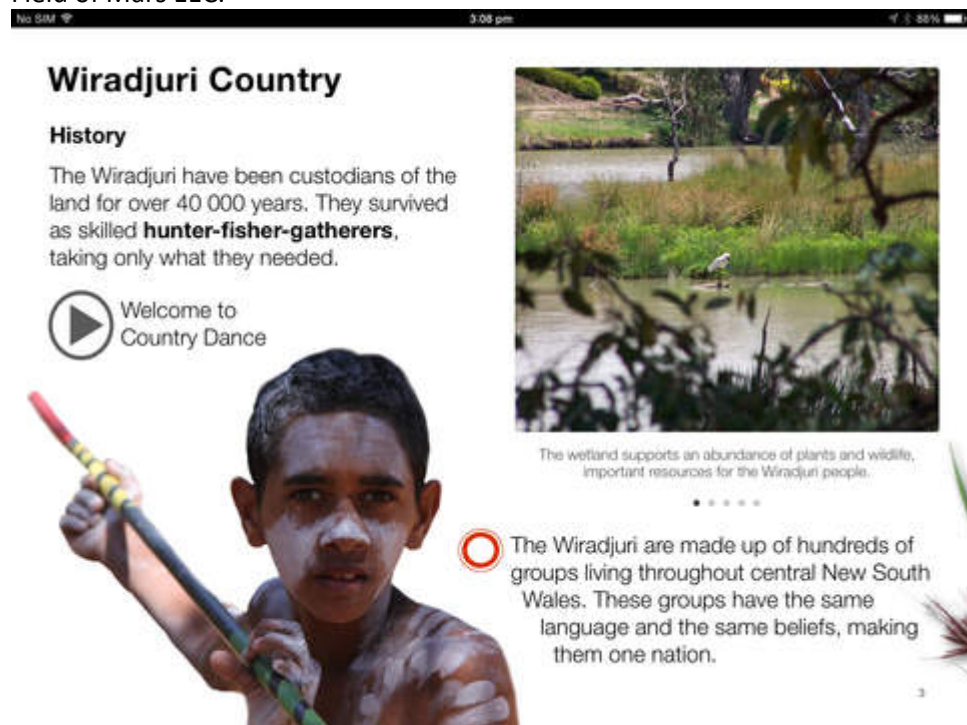 Field of Mars EEC.
No SIM
3:08 pm
88%
Wiradjuri Country
History
The Wiradjuri have been custodians of the
land for over 40 000 years. They survived
as skilled hunter-fisher-gatherers,
taking only what they needed.
Welcome to
Country Dance
The wetland supports an abundance of plants and wildlife,
important resources for the Wiradjuri people.
The Wiradjuri are made up of hundreds of
groups living throughout central New South
Wales. These groups have the same
language and the same beliefs, making
them one nation.
3